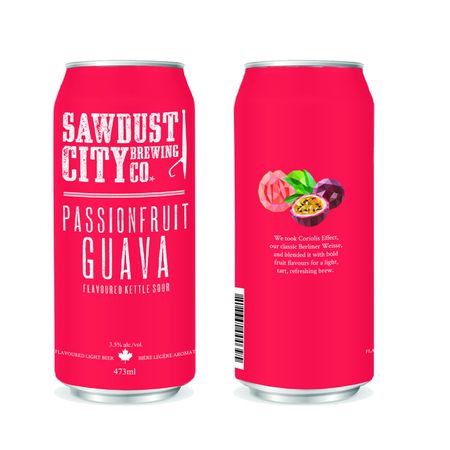 SAWDUST
CITY BREWING CO.
PASSIONFRUIT
GUAVA
FLAVOURED KETTLE SOUR
3.5% alc./vol.
FLAVOURED LIGHT BEER BIÈRE LÉGÈRE AROMAT
473ml
We took Coriolis Effect,
our classic Berliner Weisse,
and blended it with bold
fruit flavours for a light,
tart, refreshing brew.
FLAVOU